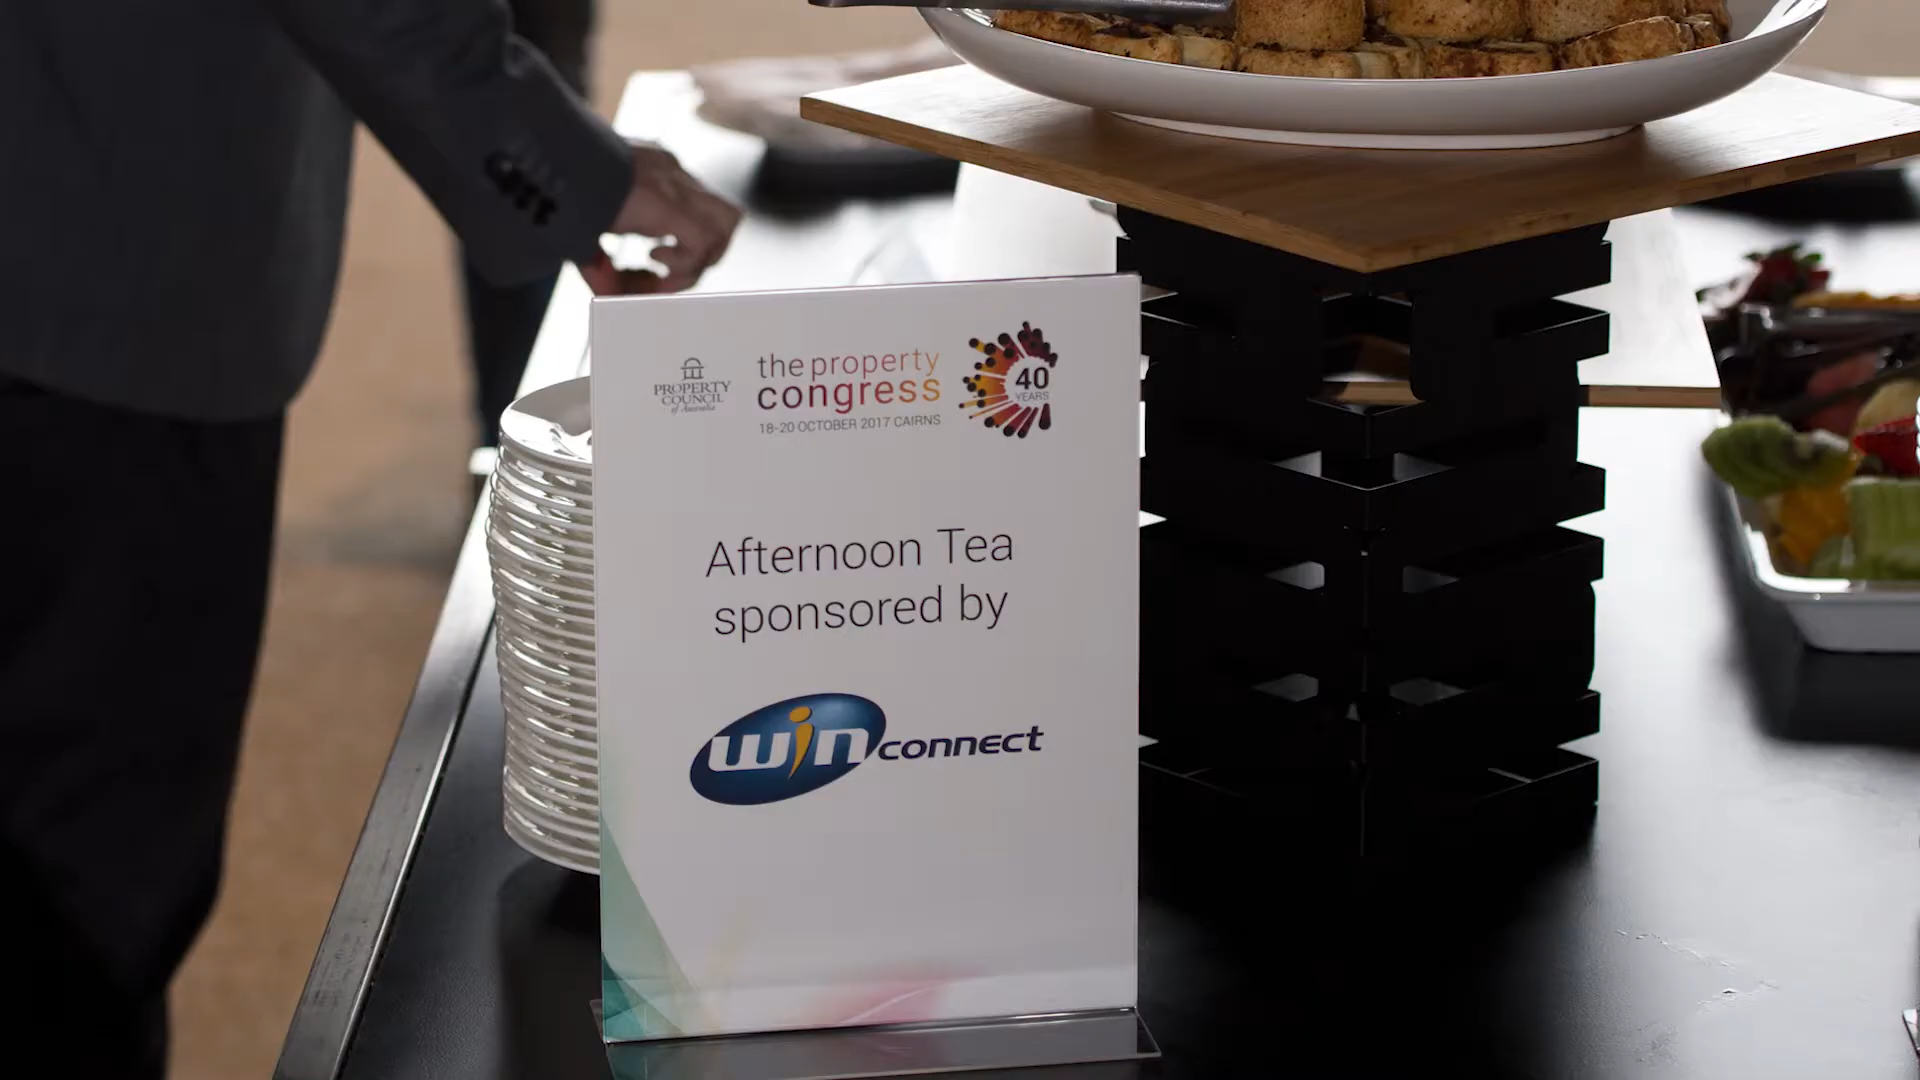 PROPERTY
COUNCIL
of Australia
the property
congress
18-20 OCTOBER 2017 CAIRNS
40
YEARS
Afternoon Tea
sponsored by
win connect